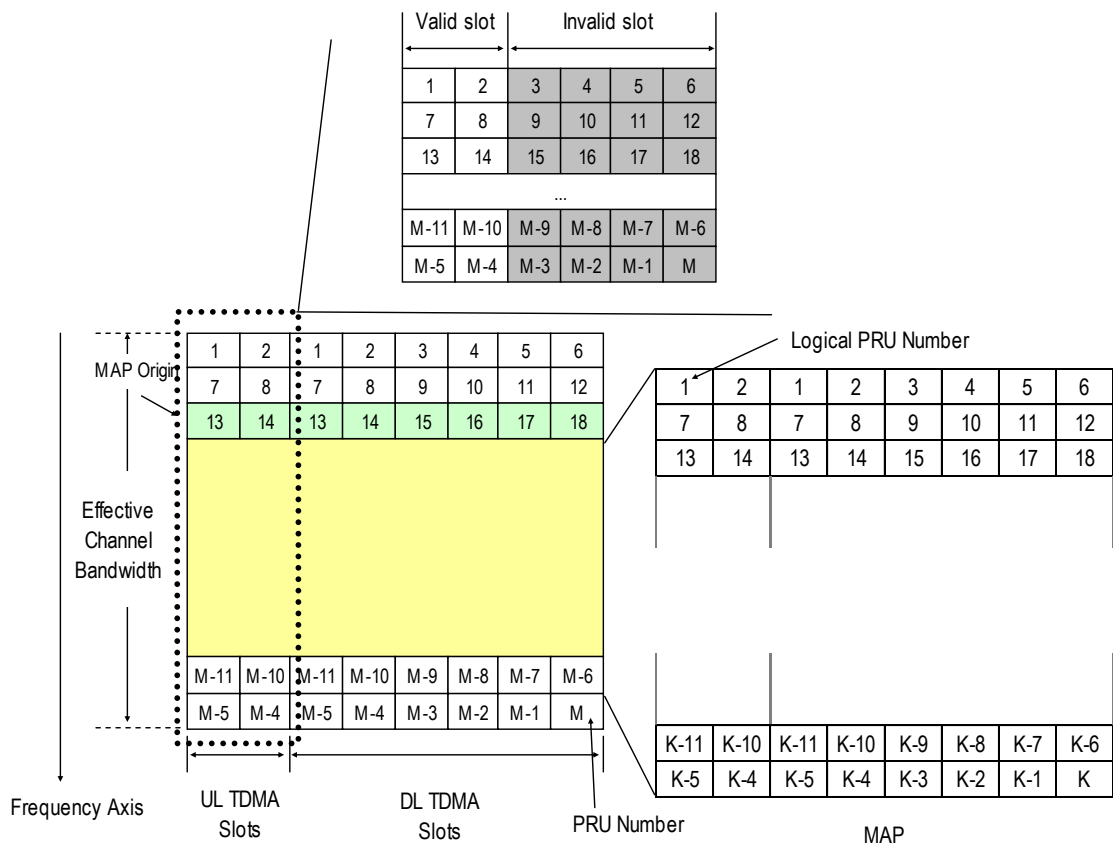 Valid slot Invalid slot
1 2 3 4 5 6
7 8 9 10 11 12
13 14 15 16 17 18
...
M-11 M-10 M-9 M-8 M-7 M-6
M-5 M-4 M-3 M-2 M-1 M
MAP Origin
Effective
Channel
Bandwidth
Frequency Axis
1 2 1 2 3 4 5 6
7 8 7 8 9 10 11 12
13 14 13 14 15 16 17 18
M-11 M-10 M-11 M-10 M-9 M-8 M-7 M-6
M-5 M-4 M-5 M-4 M-3 M-2 M-1 M
UL TDMA
Slots
DL TDMA
Slots
PRU Number
Logical PRU Number
1 2 1 2 3 4 5 6
7 8 7 8 9 10 11 12
13 14 13 14 15 16 17 18
K-11 K-10 K-11 K-10 K-9 K-8 K-7 K-6
K-5 K-4 K-5 K-4 K-3 K-2 K-1 K
MAP